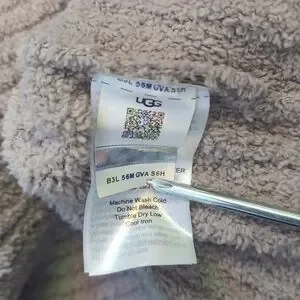 B3L 56M GVA S6H
UGG
B3L 56M GVA S6H
ER
Machine Wash Cold
Do Not Bleach
Tumble Dry Low
Cool Iron